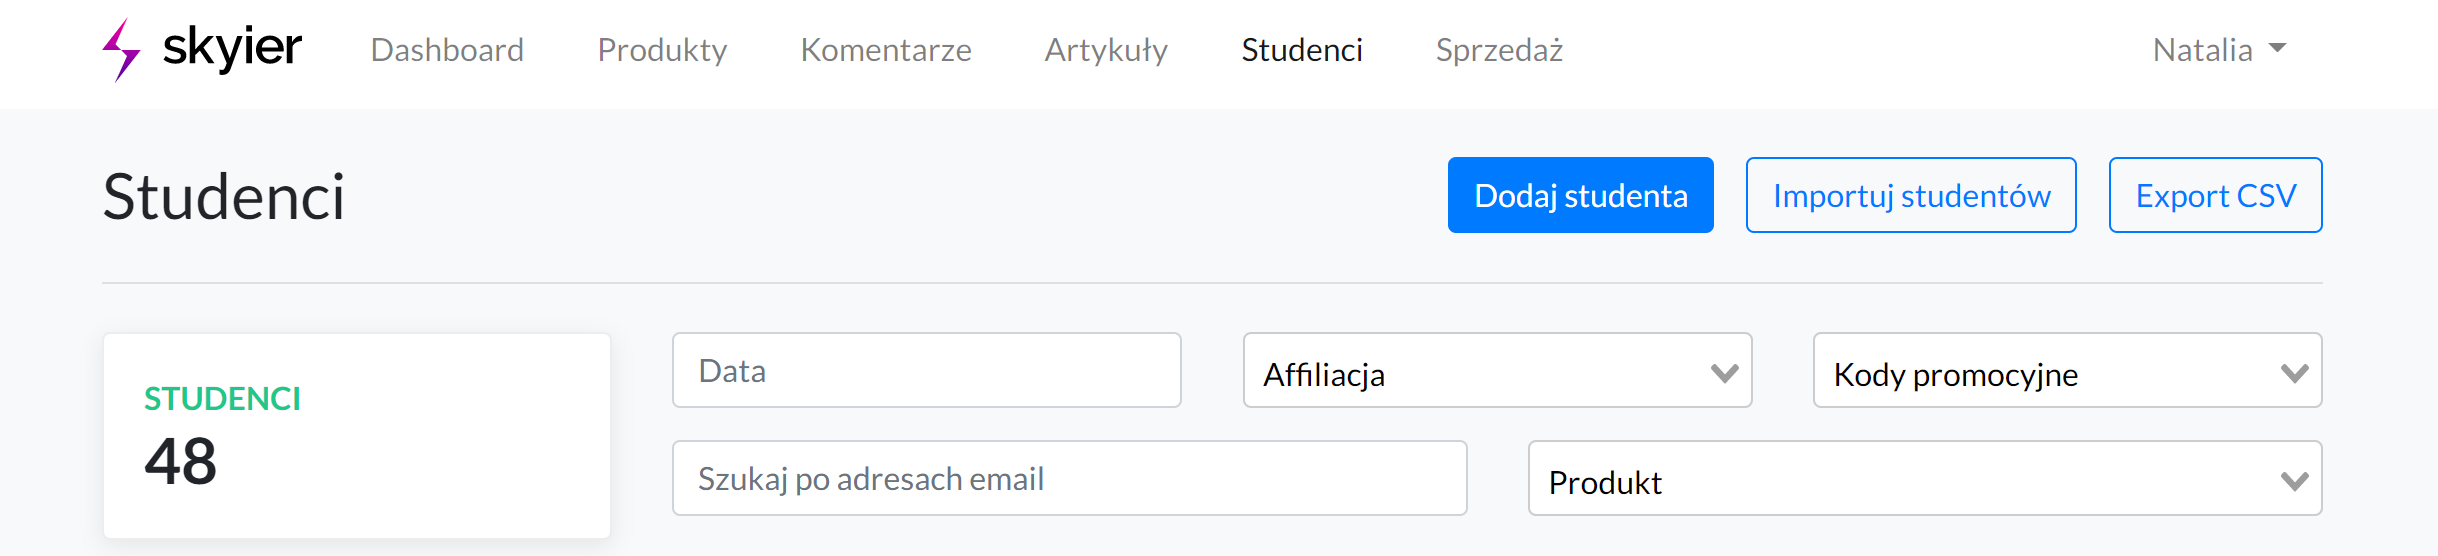 skyier Dashboard Produkty Komentarze Artykuły Studenci Sprzedaż Natalia
Studenci Dodaj studenta Importuj studentów Export CSV
STUDENCI
48
Data Affiliacja Kody promocyjne
Szukaj po adresach email Produkt